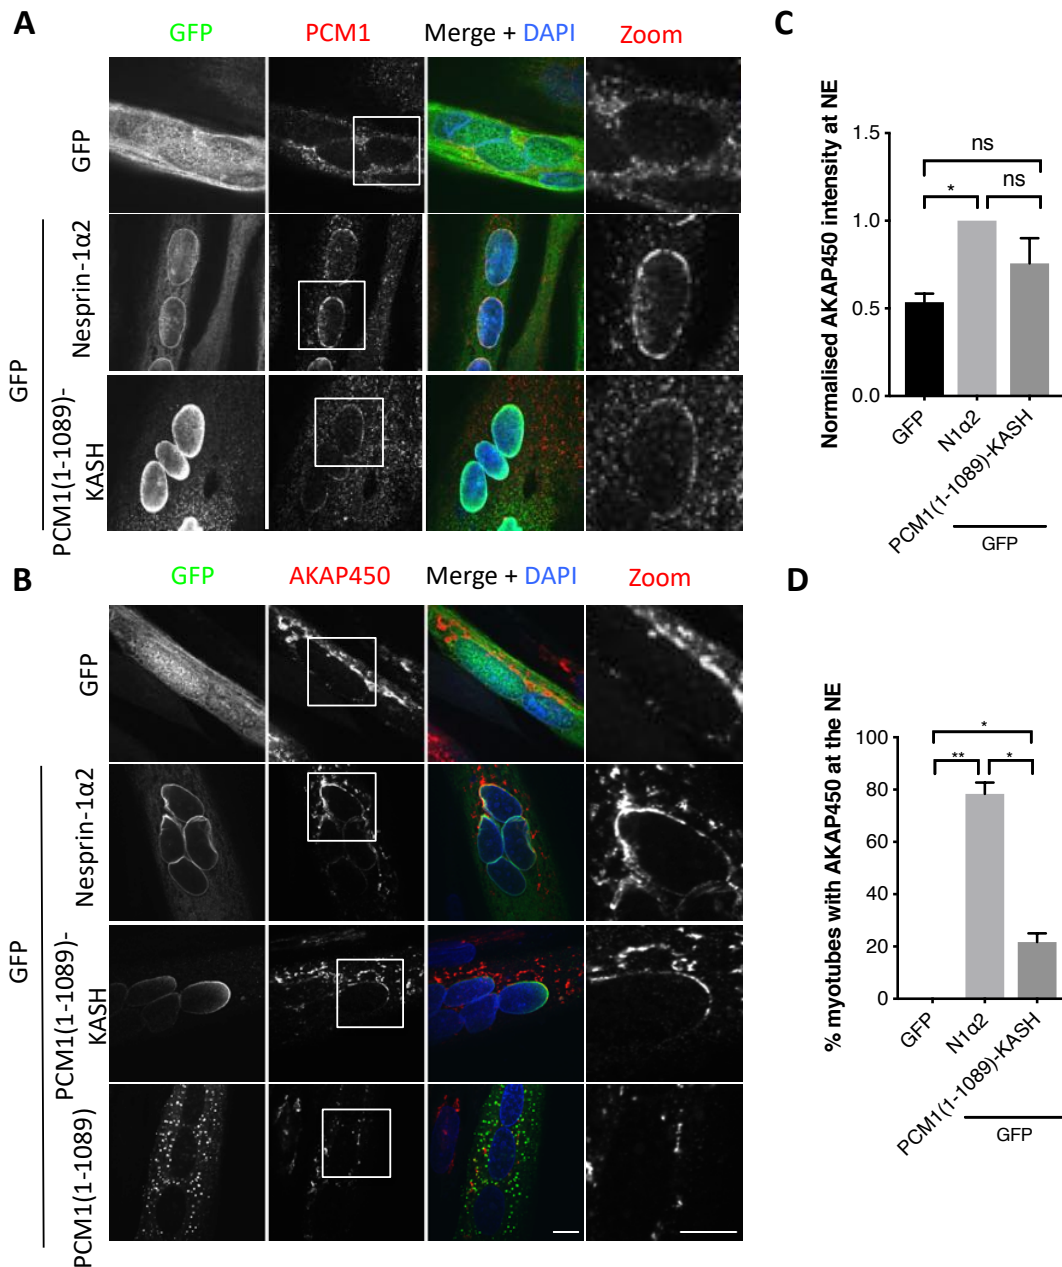 A
GFP
PCM1
Merge + DAPI
Zoom
GFP
GFP
Nesprin-1α2
PCM1(1-1089)-
KASH
B
GFP
AKAP450
Merge + DAPI
Zoom
GFP
GFP
Nesprin-1α2
PCM1(1-1089)-
KASH
PCM1(1-1089)
C
Normalised AKAP450 intensity at NE
1.5
1.0
0.5
0.0
ns
*
ns
GFP
N1α2
PCM1(1-1089)-KASH
GFP
D
% myotubes with AKAP450 at the NE
100
80
60
40
20
0
*
**
*
GFP
N1α2
PCM1(1-1089)-KASH
GFP